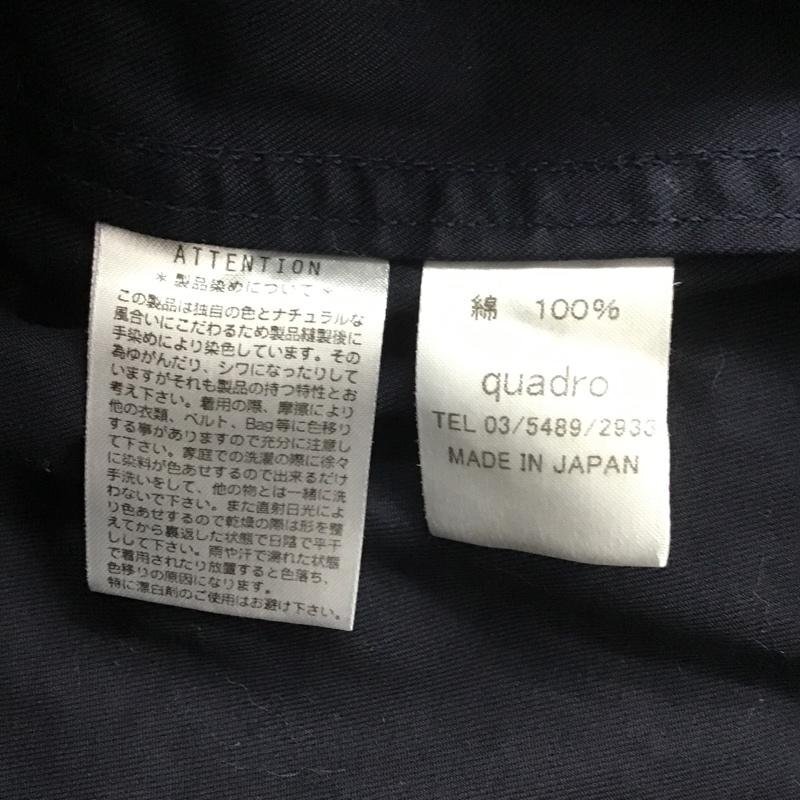 ATTENTION
* 製品染めについて *
この製品は独自の色とナチュラルな
風合いにこだわるため製品縫製後に
手染めにより染色しています。その
為ゆがんだり、シワになったりして
いますがそれも製品の持つ特性とお
考え下さい。着用の際、摩擦により
他の衣類、ベルト、Bag等に色移り
する事がありますので充分に注意し
て下さい。家庭での洗濯の際に徐々
に染料が色あせするので出来るだけ
手洗いをして、他の物とは一緒に洗
わないで下さい。また直射日光によ
り色あせするので乾燥の際は形を整
えてから裏返した状態で日陰で平干
しして下さい。雨や汗で濡れた状態
で着用されたり放置すると色落ち、
色移りの原因になります。
特に漂白剤のご使用はお避け下さい。
綿 100%
quadro
TEL 03/5489/2933
MADE IN JAPAN